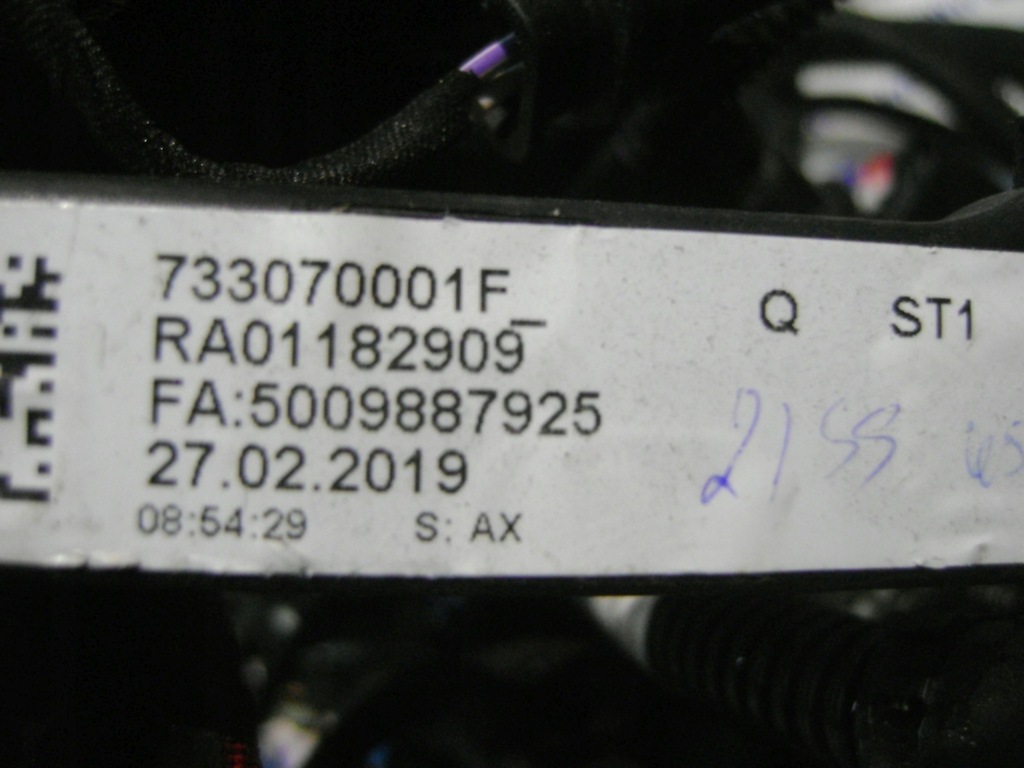 733070001F_
RA01182909
FA:5009887925
27.02.2019
08:54:29 S: AX
Q ST1